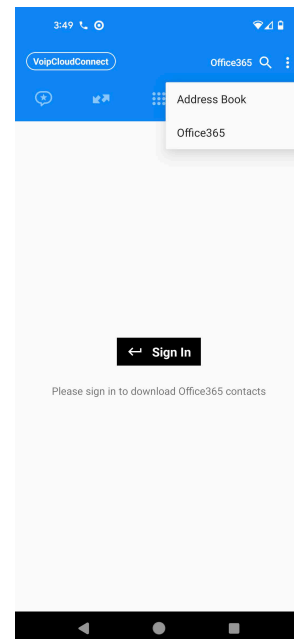 3:49
VoipCloudConnect
Office365
Address Book
Office365
Sign In
Please sign in to download Office365 contacts